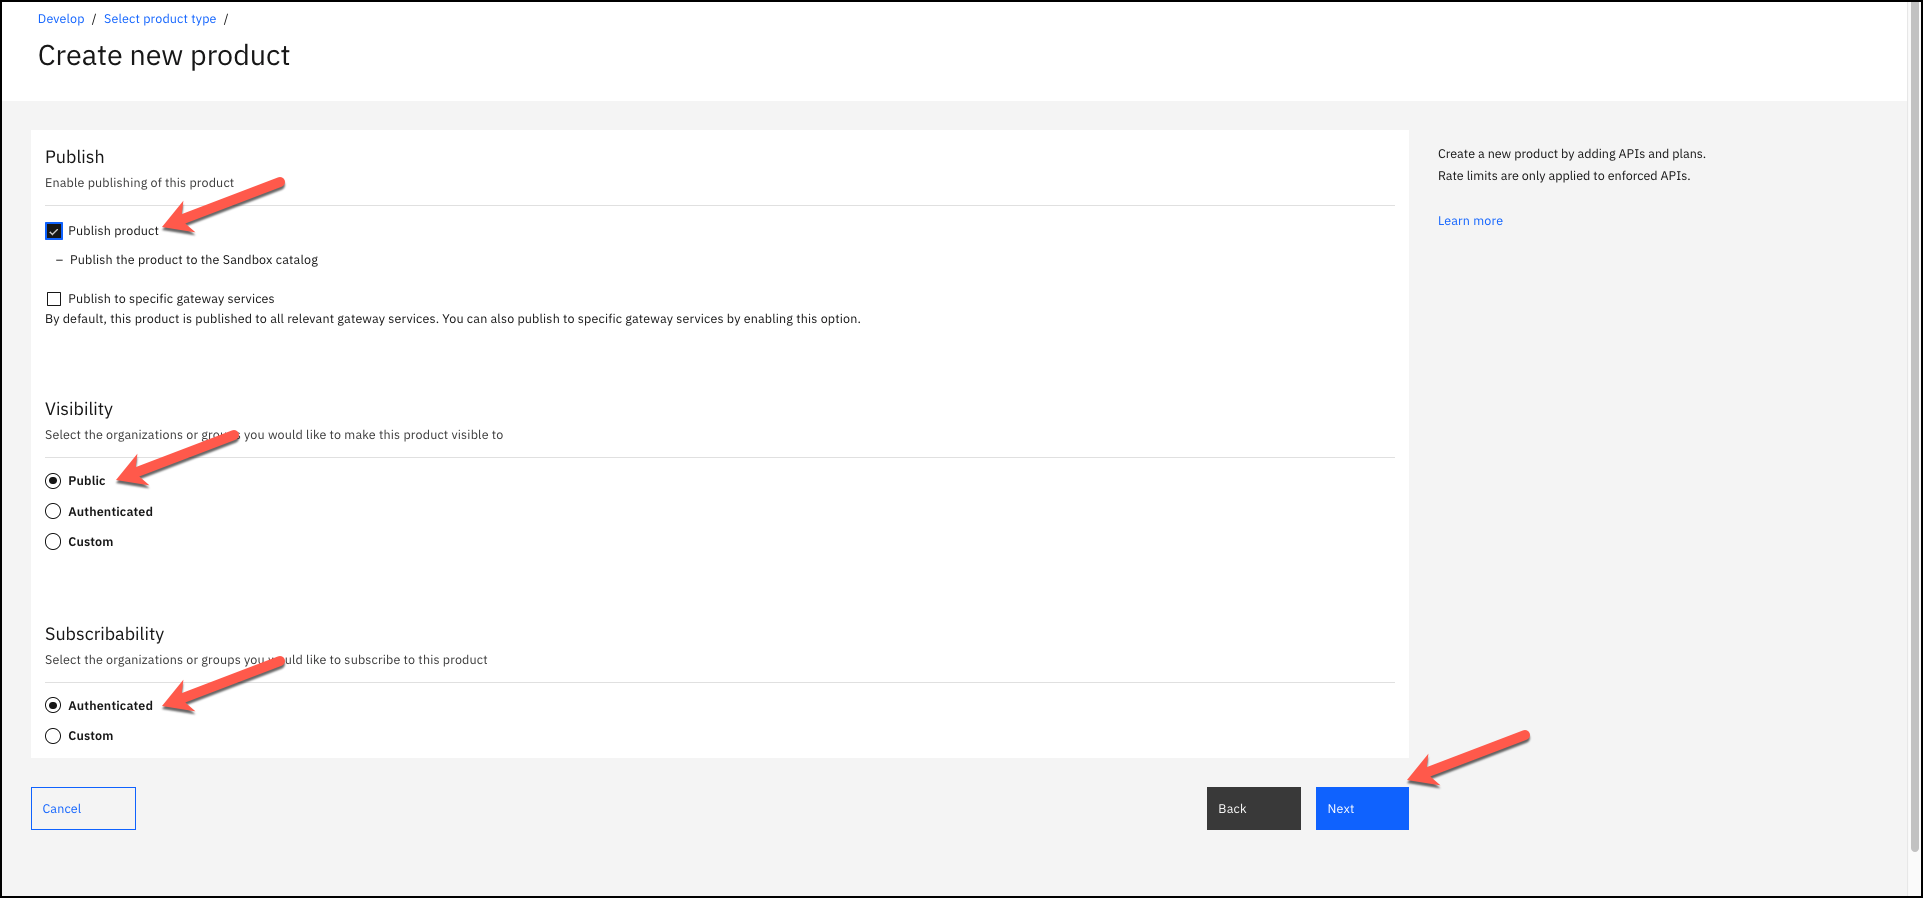 Develop / Select product type /
Create new product
Publish
Enable publishing of this product
Publish product
– Publish the product to the Sandbox catalog
Publish to specific gateway services
By default, this product is published to all relevant gateway services. You can also publish to specific gateway services by enabling this option.
Visibility
Select the organizations or groups you would like to make this product visible to
Public
Authenticated
Custom
Subscribability
Select the organizations or groups you would like to subscribe to this product
Authenticated
Custom
Cancel
Back
Next
Create a new product by adding APIs and plans.
Rate limits are only applied to enforced APIs.
Learn more